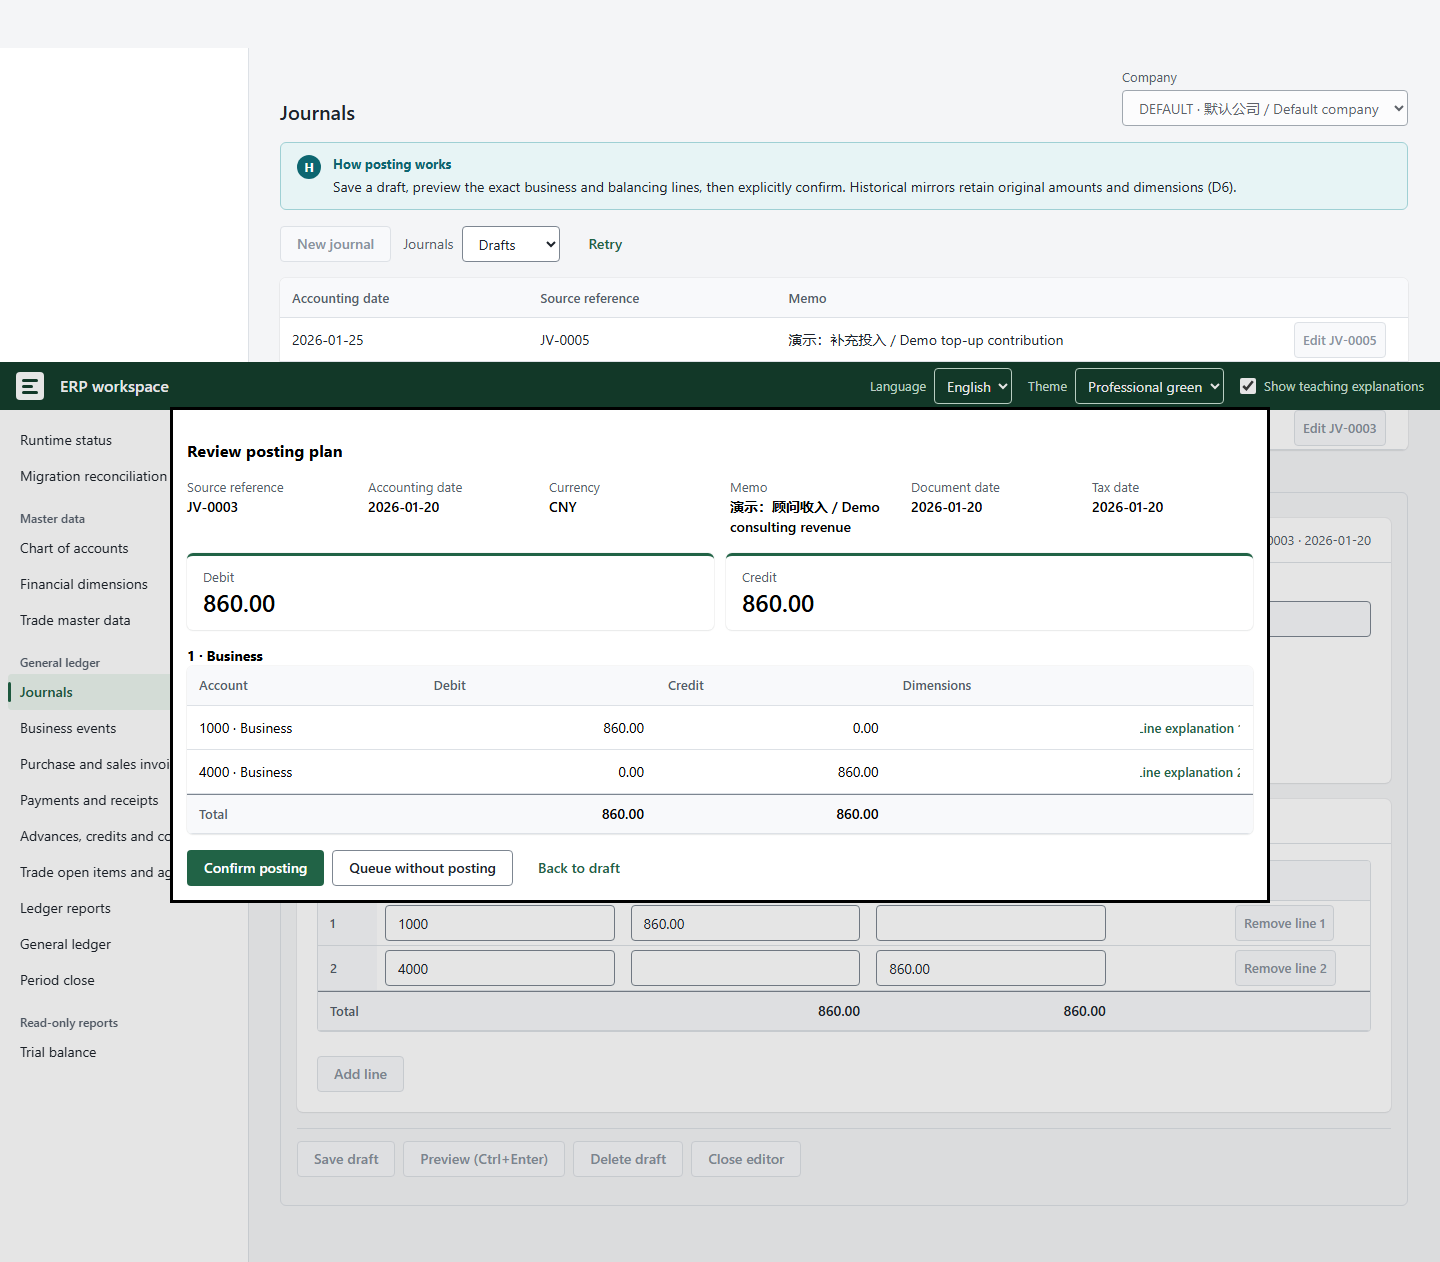 Company
Journals
DEFAULT · 默认公司 / Default company
H
How posting works
Save a draft, preview the exact business and balancing lines, then explicitly confirm. Historical mirrors retain original amounts and dimensions (D6).
New journal Journals Drafts Retry
Accounting date Source reference Memo
2026-01-25 JV-0005 演示：补充投入 / Demo top-up contribution Edit JV-0005
ERP workspace Language English Theme Professional green Show teaching explanations
Edit JV-0003
Runtime status
Migration reconciliation
Master data
Chart of accounts
Financial dimensions
Trade master data
General ledger
Journals
Business events
Purchase and sales invoi
Payments and receipts
Advances, credits and co
Trade open items and ag
Ledger reports
General ledger
Period close
Read-only reports
Trial balance
Review posting plan
Source reference Accounting date Currency Memo Document date Tax date
JV-0003 2026-01-20 CNY 演示：顾问收入 / Demo consulting revenue 2026-01-20 2026-01-20
0003 · 2026-01-20
Debit Credit
860.00 860.00
1 · Business
Account Debit Credit Dimensions
1000 · Business 860.00 0.00 Line explanation 1
4000 · Business 0.00 860.00 Line explanation 2
Total 860.00 860.00
Confirm posting Queue without posting Back to draft
1 1000 860.00 Remove line 1
2 4000 860.00 Remove line 2
Total 860.00 860.00
Add line
Save draft Preview (Ctrl+Enter) Delete draft Close editor